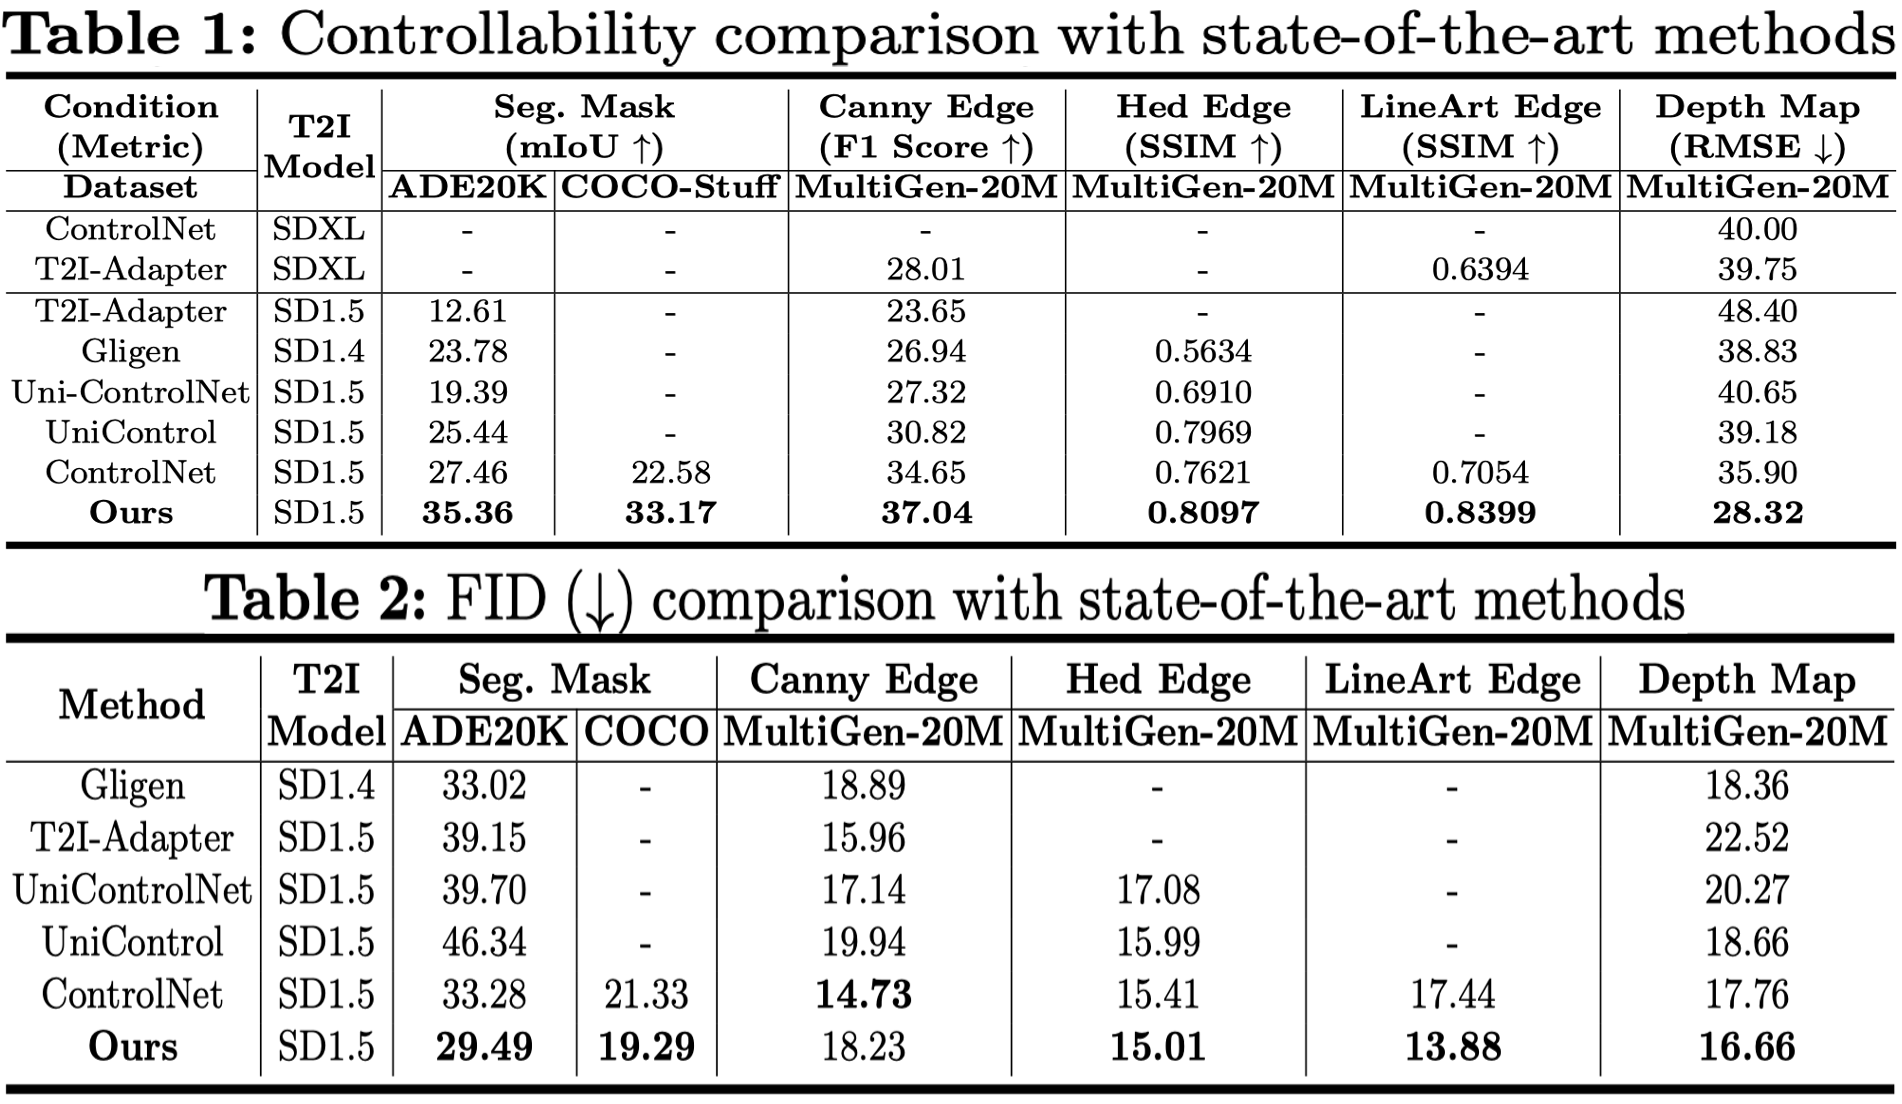 Table 1: Controllability comparison with state-of-the-art methods
Condition (Metric) T2I Model Seg. Mask (mIoU ↑) Canny Edge (F1 Score ↑) Hed Edge (SSIM ↑) LineArt Edge (SSIM ↑) Depth Map (RMSE ↓)
Dataset ADE20K COCO-Stuff MultiGen-20M MultiGen-20M MultiGen-20M MultiGen-20M
ControlNet SDXL - - - - - 40.00
T2I-Adapter SDXL - - 28.01 - 0.6394 39.75
T2I-Adapter SD1.5 12.61 - 23.65 - - 48.40
Gligen SD1.4 23.78 - 26.94 0.5634 - 38.83
Uni-ControlNet SD1.5 19.39 - 27.32 0.6910 - 40.65
UniControl SD1.5 25.44 - 30.82 0.7969 - 39.18
ControlNet SD1.5 27.46 22.58 34.65 0.7621 0.7054 35.90
Ours SD1.5 35.36 33.17 37.04 0.8097 0.8399 28.32
Table 2: FID (↓) comparison with state-of-the-art methods
Method T2I Model Seg. Mask Canny Edge Hed Edge LineArt Edge Depth Map
ADE20K COCO MultiGen-20M MultiGen-20M MultiGen-20M MultiGen-20M
Gligen SD1.4 33.02 - 18.89 - - 18.36
T2I-Adapter SD1.5 39.15 - 15.96 - - 22.52
UniControlNet SD1.5 39.70 - 17.14 17.08 - 20.27
UniControl SD1.5 46.34 - 19.94 15.99 - 18.66
ControlNet SD1.5 33.28 21.33 14.73 15.41 17.44 17.76
Ours SD1.5 29.49 19.29 18.23 15.01 13.88 16.66